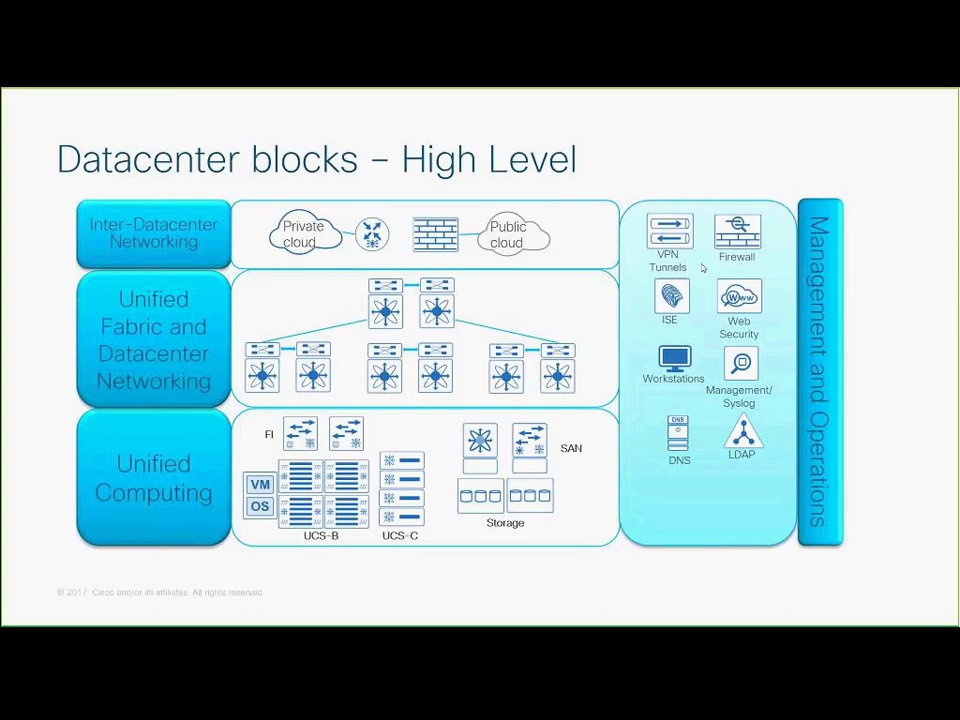 Datacenter blocks – High Level
Inter-Datacenter
Networking
Private
cloud
Public
cloud
Unified
Fabric and
Datacenter
Networking
Unified
Computing
FI
VM
OS
UCS-B
UCS-C
SAN
Storage
VPN
Tunnels
Firewall
ISE
Www
Web
Security
Workstations
Management/
Syslog
DNS
DNS
LDAP
Management and Operations
© 2017 Cisco and/or its affiliates. All rights reserved.